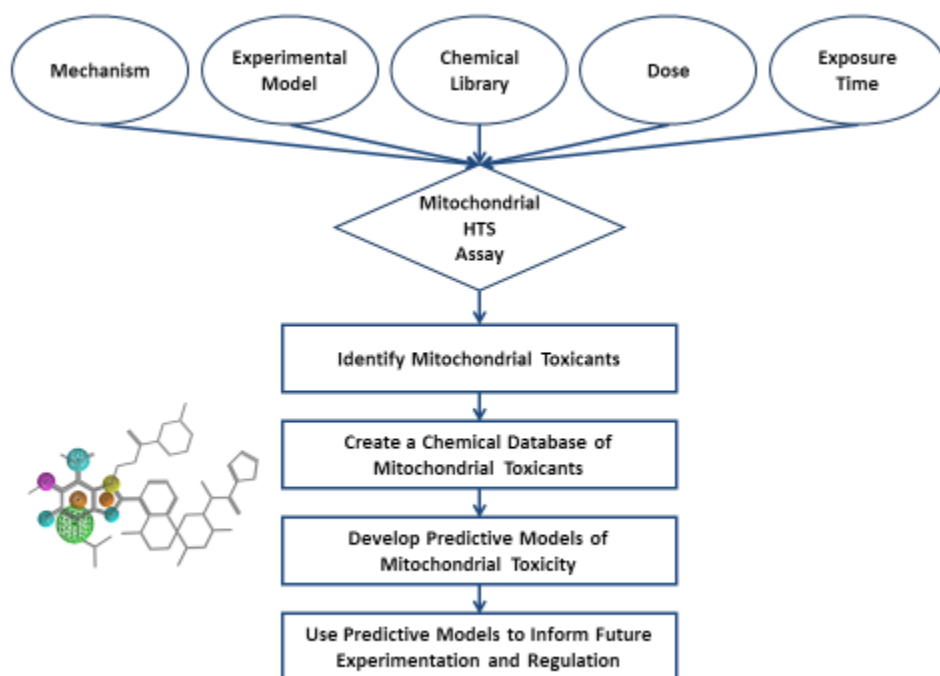 Mechanism
Experimental
Model
Chemical
Library
Dose
Exposure
Time
Mitochondrial
HTS
Assay
Identify Mitochondrial Toxicants
Create a Chemical Database of
Mitochondrial Toxicants
Develop Predictive Models of
Mitochondrial Toxicity
Use Predictive Models to Inform Future
Experimentation and Regulation